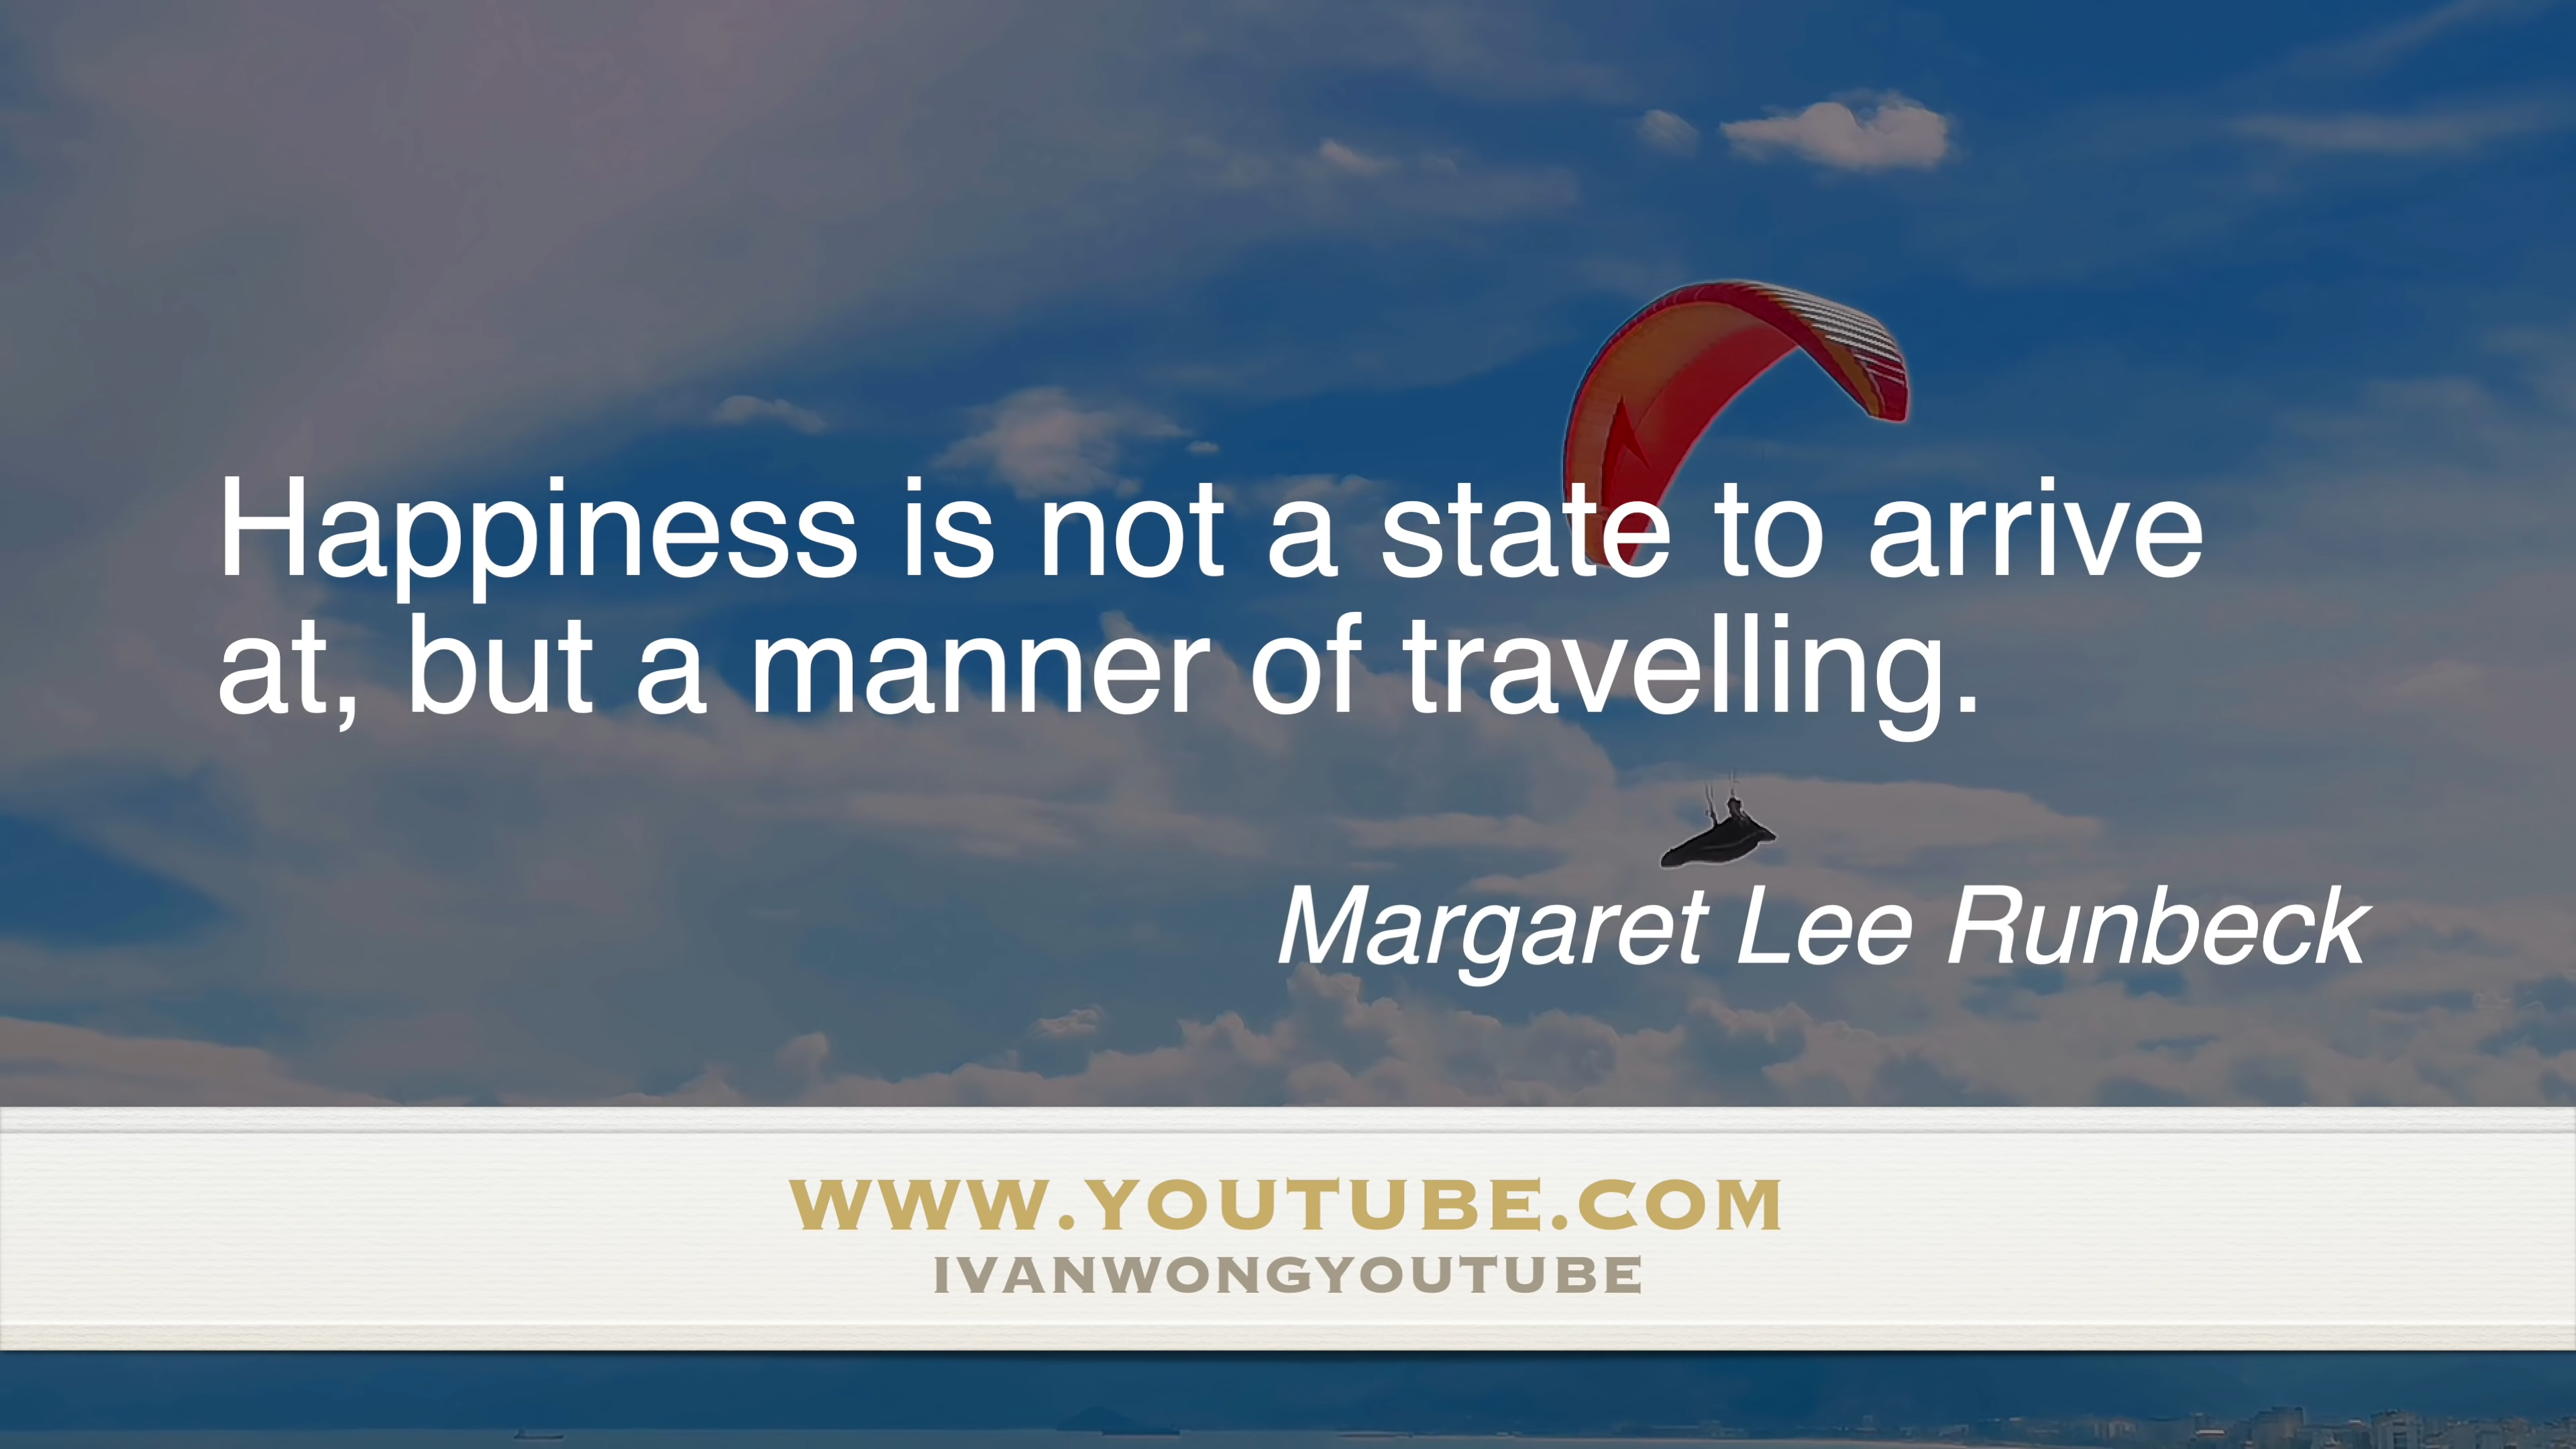 Happiness is not a state to arrive
at, but a manner of travelling.
Margaret Lee Runbeck
WWW.YOUTUBE.COM
IVANWONGYOUTUBE